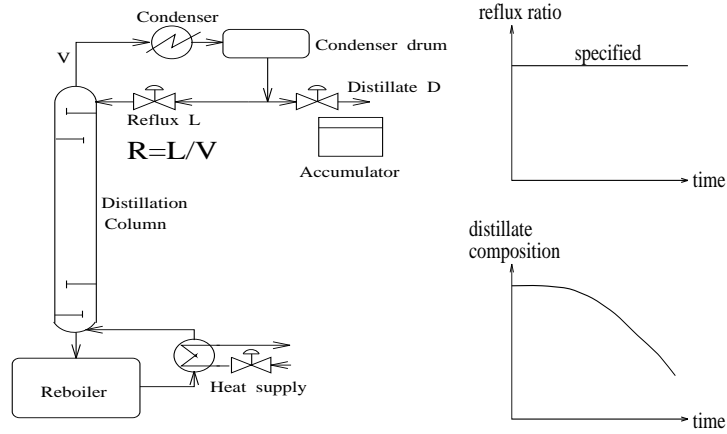 Condenser
V
Condenser drum
Distillate D
Reflux L
R=L/V
Accumulator
Distillation
Column
Reboiler
Heat supply
reflux ratio
specified
time
distillate
composition
time